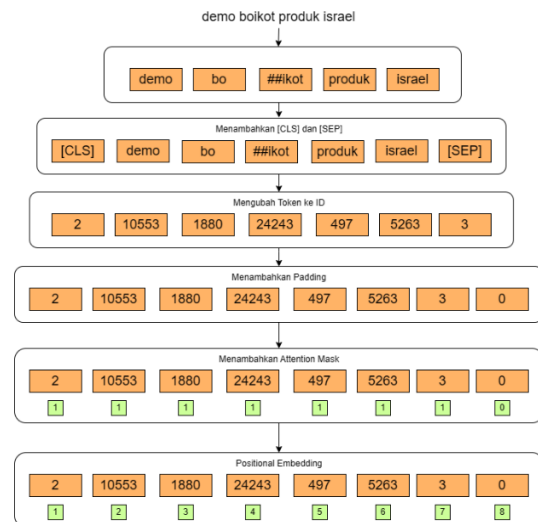 demo boikot produk israel
demo bo ##ikot produk israel
Menambahkan [CLS] dan [SEP]
[CLS] demo bo ##ikot produk israel [SEP]
Mengubah Token ke ID
2 10553 1880 24243 497 5263 3
Menambahkan Padding
2 10553 1880 24243 497 5263 3 0
Menambahkan Attention Mask
2 10553 1880 24243 497 5263 3 0
1 1 1 1 1 1 1 0
Positional Embedding
2 10553 1880 24243 497 5263 3 0
1 2 3 4 5 6 7 8